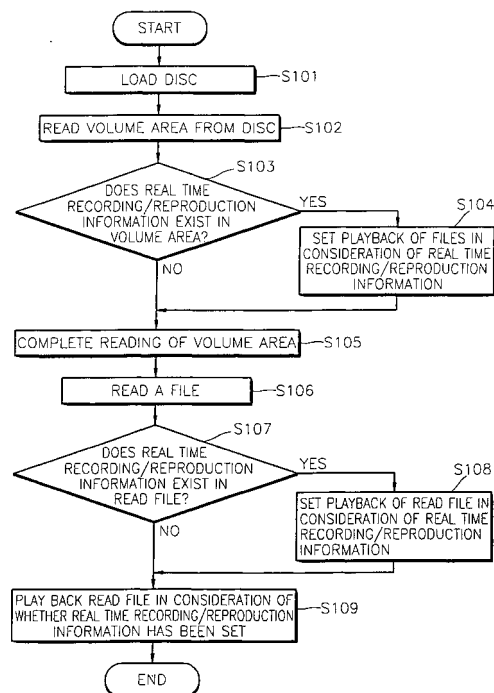 START
LOAD DISC
S101
READ VOLUME AREA FROM DISC
S102
S103
DOES REAL TIME
RECORDING/REPRODUCTION
INFORMATION EXIST IN
VOLUME AREA?
YES
S104
SET PLAYBACK OF FILES IN
CONSIDERATION OF REAL TIME
RECORDING/REPRODUCTION
INFORMATION
NO
COMPLETE READING OF VOLUME AREA
S105
READ A FILE
S106
S107
DOES REAL TIME
RECORDING/REPRODUCTION
INFORMATION EXIST IN
READ FILE?
YES
S108
SET PLAYBACK OF READ FILE IN
CONSIDERATION OF REAL TIME
RECORDING/REPRODUCTION
INFORMATION
NO
PLAY BACK READ FILE IN CONSIDERATION OF
WHETHER REAL TIME RECORDING/REPRODUCTION
INFORMATION HAS BEEN SET
S109
END